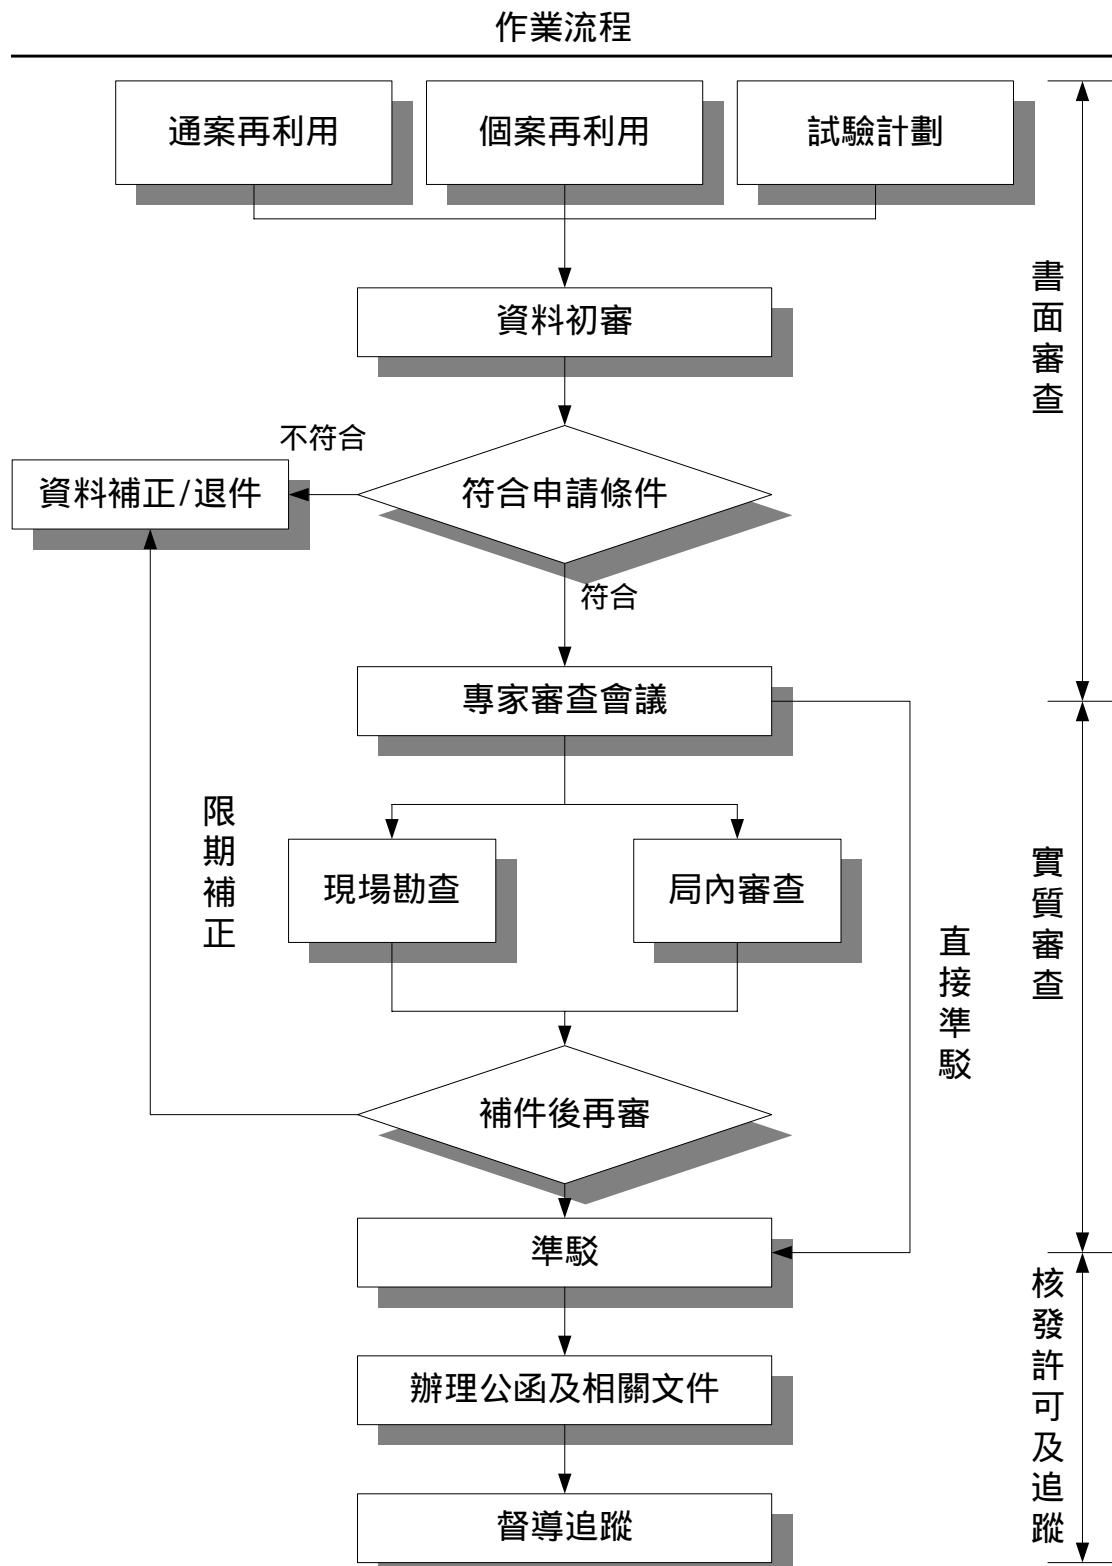 作業流程
通案再利用
個案再利用
試驗計劃
資料初審
書面審查
不符合
資料補正/退件
符合申請條件
符合
專家審查會議
限期補正
現場勘查
局內審查
實質審查
直接準駁
補件後再審
準駁
核發許可及追蹤
辦理公函及相關文件
督導追蹤